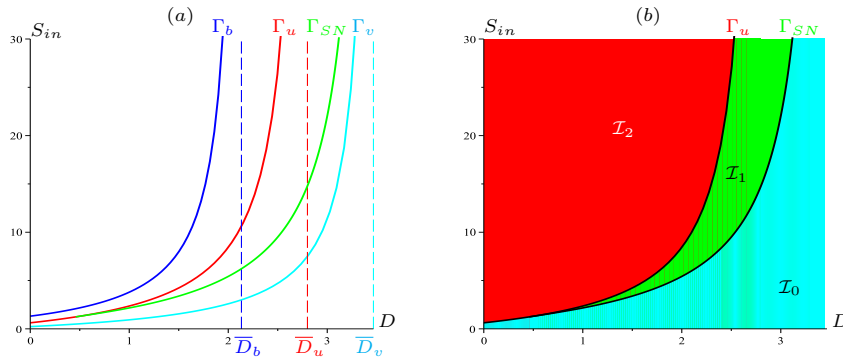 (a)
S_in Γ_b Γ_u Γ_SN Γ_v
30
20
10
0
0 1 2 3 D
D̅_b D̅_u D̅_v
(b)
S_in Γ_u Γ_SN
30
20
10
0
I_2
I_1
I_0
0 1 2 3 D